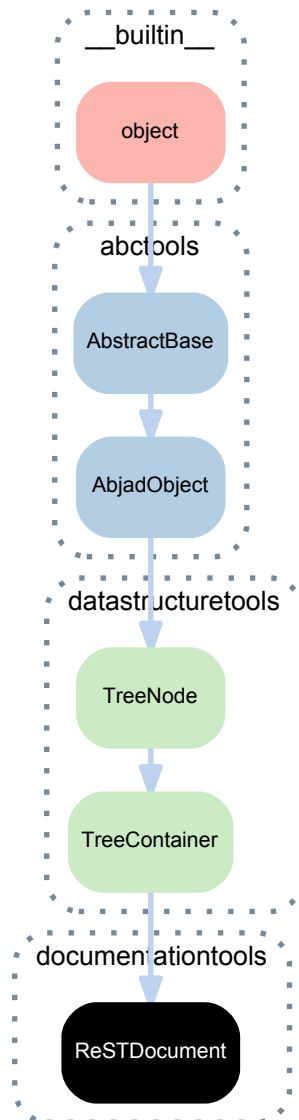 __builtin__
object
abctools
AbstractBase
AbjadObject
datastructuretools
TreeNode
TreeContainer
documentationtools
ReSTDocument